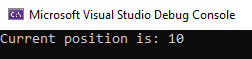 Microsoft Visual Studio Debug Console
Current position is: 10